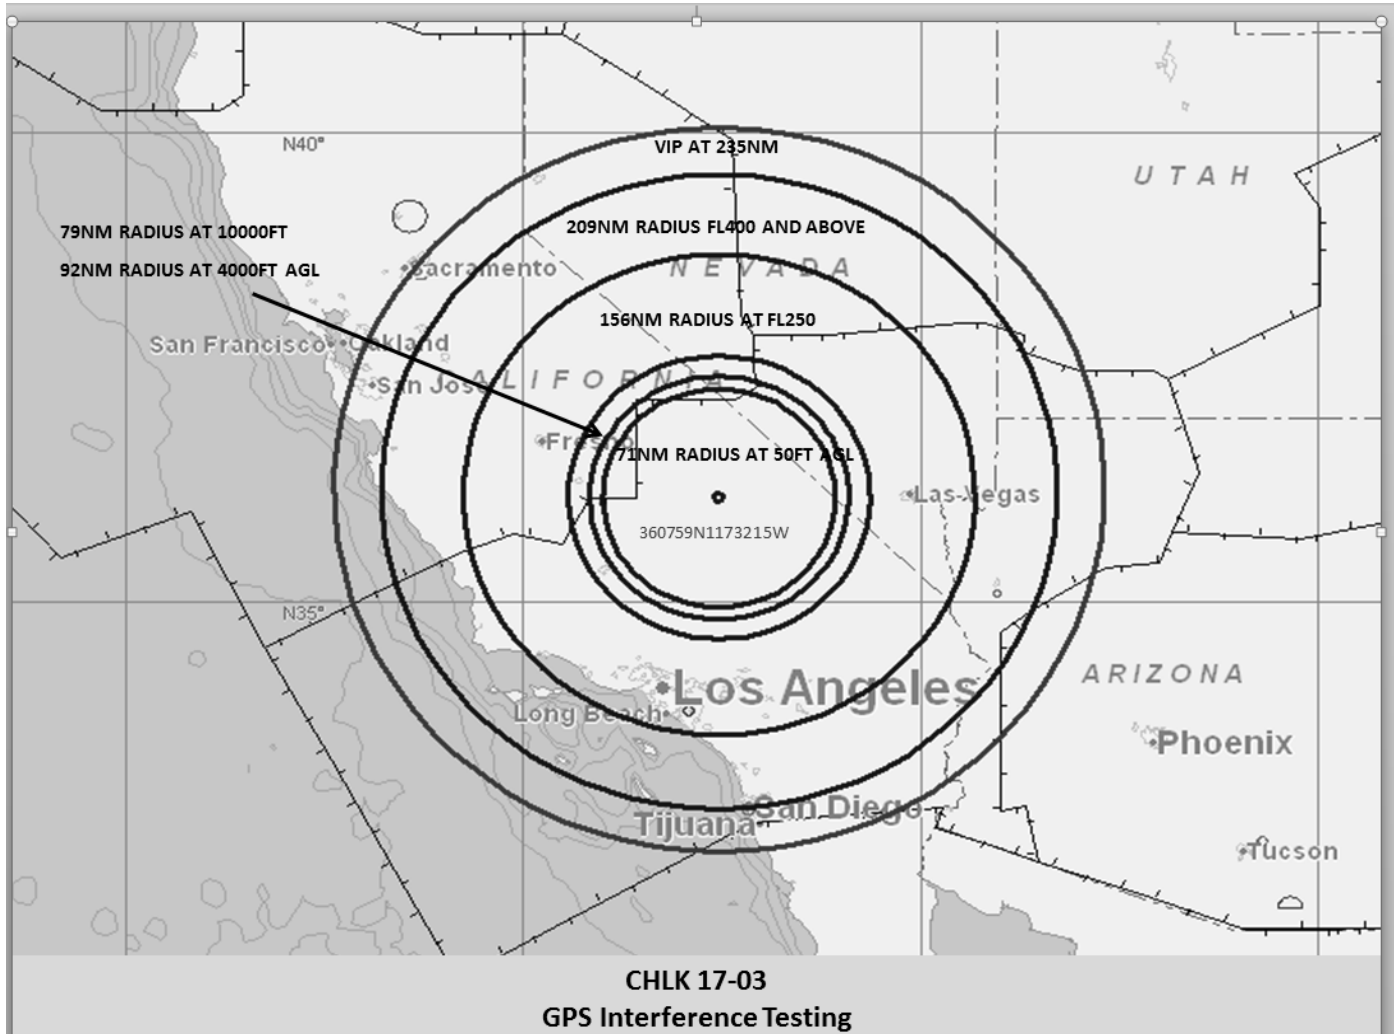 N40°
VIP AT 235NM
UTAH
79NM RADIUS AT 10000FT
209NM RADIUS FL400 AND ABOVE
92NM RADIUS AT 4000FT AGL
Sacramento
NEVADA
156NM RADIUS AT FL250
San Francisco
Oakland
San Jose
CALIFORNIA
Fresno
71NM RADIUS AT 50FT AGL
Las Vegas
360759N1173215W
N35°
Los Angeles
ARIZONA
Long Beach
Phoenix
San Diego
Tijuana
Tucson
CHLK 17-03
GPS Interference Testing